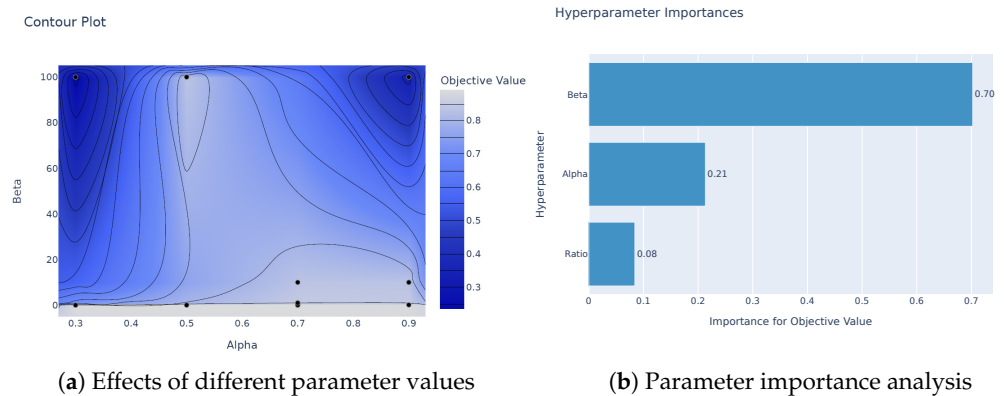 Contour Plot
Objective Value
100
80
60
40
20
0
Beta
0.3
0.4
0.5
0.6
0.7
0.8
0.9
Alpha
0.8
0.7
0.6
0.5
0.4
0.3
(a) Effects of different parameter values
Hyperparameter Importances
Hyperparameter
Beta
0.70
Alpha
0.21
Ratio
0.08
0
0.1
0.2
0.3
0.4
0.5
0.6
0.7
Importance for Objective Value
(b) Parameter importance analysis